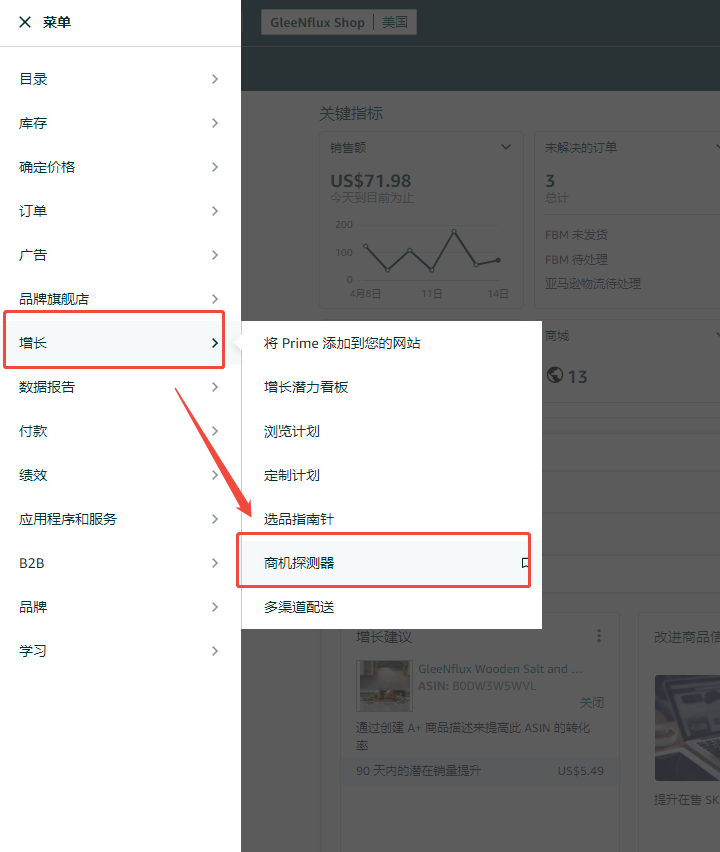 菜单
GleeNflux Shop | 美国
目录
库存
确定价格
订单
广告
品牌旗舰店
增长
数据报告
付款
绩效
应用程序和服务
B2B
品牌
学习
将 Prime 添加到您的网站
增长潜力看板
浏览计划
定制计划
选品指南针
商机探测器
多渠道配送
关键指标
销售额
US$71.98
今天到目前为止
200
100
0
4月8日
11日
14日
未解决的订单
3
总计
FBM 未发货
FBM 待处理
亚马逊物流待处理
商城
13
增长建议
GleeNflux Wooden Salt and ...
ASIN: B0DW3W5WVL
关闭
通过创建 A+ 商品描述来提高此 ASIN 的转化
率
90 天内的潜在销量提升
US$5.49
改进商品信
提升在售 SK